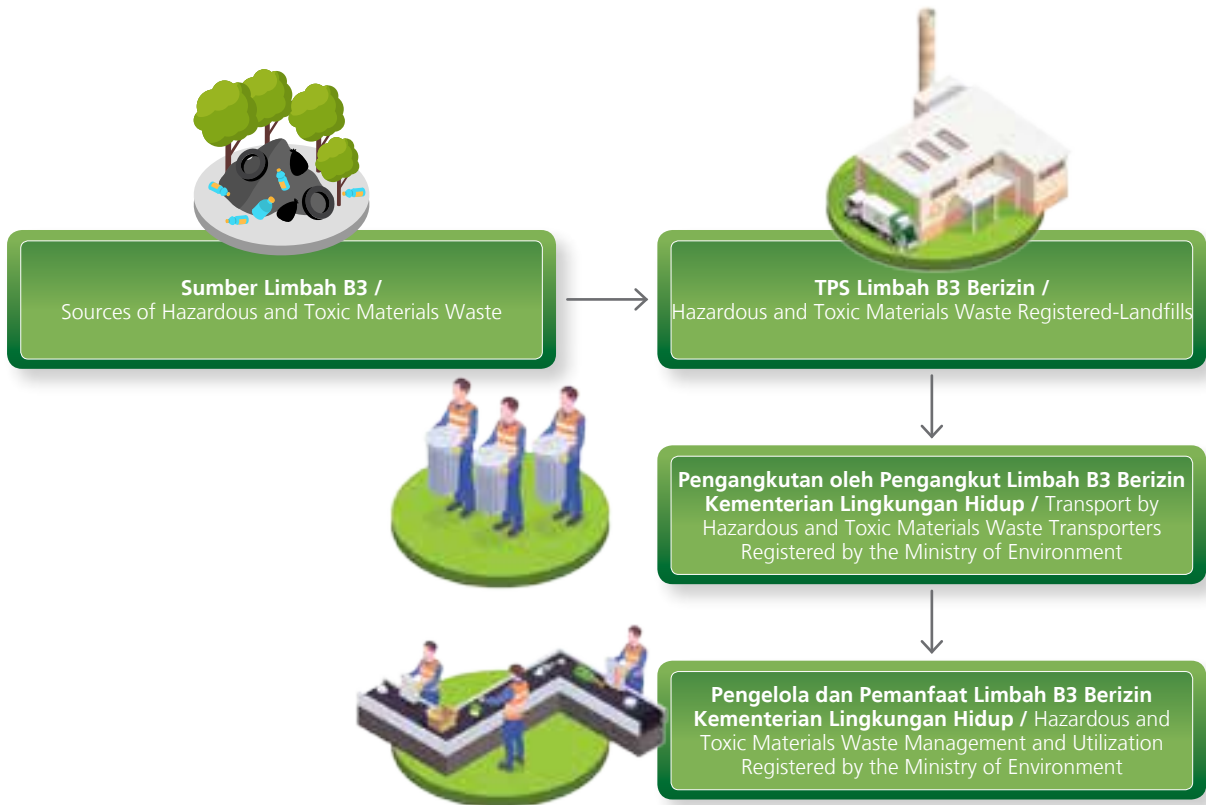 Sumber Limbah B3 /
Sources of Hazardous and Toxic Materials Waste
TPS Limbah B3 Berizin /
Hazardous and Toxic Materials Waste Registered-Landfills
Pengangkutan oleh Pengangkut Limbah B3 Berizin
Kementerian Lingkungan Hidup / Transport by
Hazardous and Toxic Materials Waste Transporters
Registered by the Ministry of Environment
Pengelola dan Pemanfaat Limbah B3 Berizin
Kementerian Lingkungan Hidup / Hazardous and
Toxic Materials Waste Management and Utilization
Registered by the Ministry of Environment